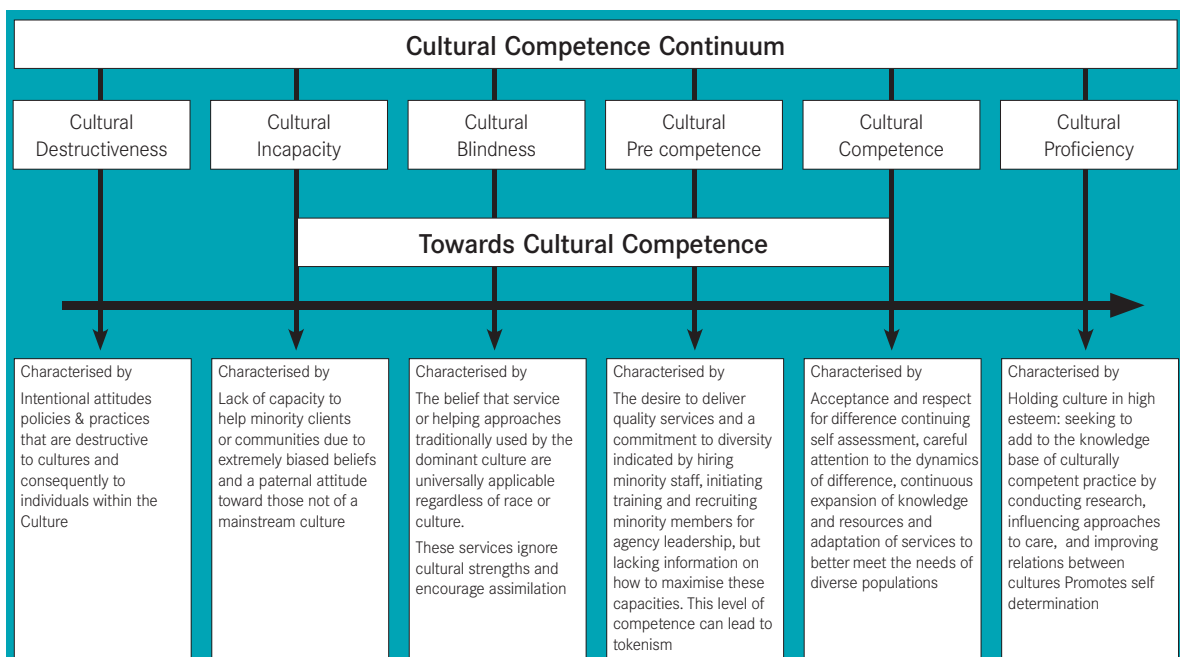 Cultural Competence Continuum
Cultural
Destructiveness
Cultural
Incapacity
Cultural
Blindness
Cultural
Pre competence
Cultural
Competence
Cultural
Proficiency
Towards Cultural Competence
Characterised by
Intentional attitudes
policies & practices
that are destructive
to cultures and
consequently to
individuals within the
Culture
Characterised by
Lack of capacity to
help minority clients
or communities due to
extremely biased beliefs
and a paternal attitude
toward those not of a
mainstream culture
Characterised by
The belief that service
or helping approaches
traditionally used by the
dominant culture are
universally applicable
regardless of race or
culture.
These services ignore
cultural strengths and
encourage assimilation
Characterised by
The desire to deliver
quality services and a
commitment to diversity
indicated by hiring
minority staff, initiating
training and recruiting
minority members for
agency leadership, but
lacking information on
how to maximise these
capacities. This level of
competence can lead to
tokenism
Characterised by
Acceptance and respect
for difference continuing
self assessment, careful
attention to the dynamics
of difference, continuous
expansion of knowledge
and resources and
adaptation of services to
better meet the needs of
diverse populations
Characterised by
Holding culture in high
esteem: seeking to
add to the knowledge
base of culturally
competent practice by
conducting research,
influencing approaches
to care, and improving
relations between
cultures Promotes self
determination